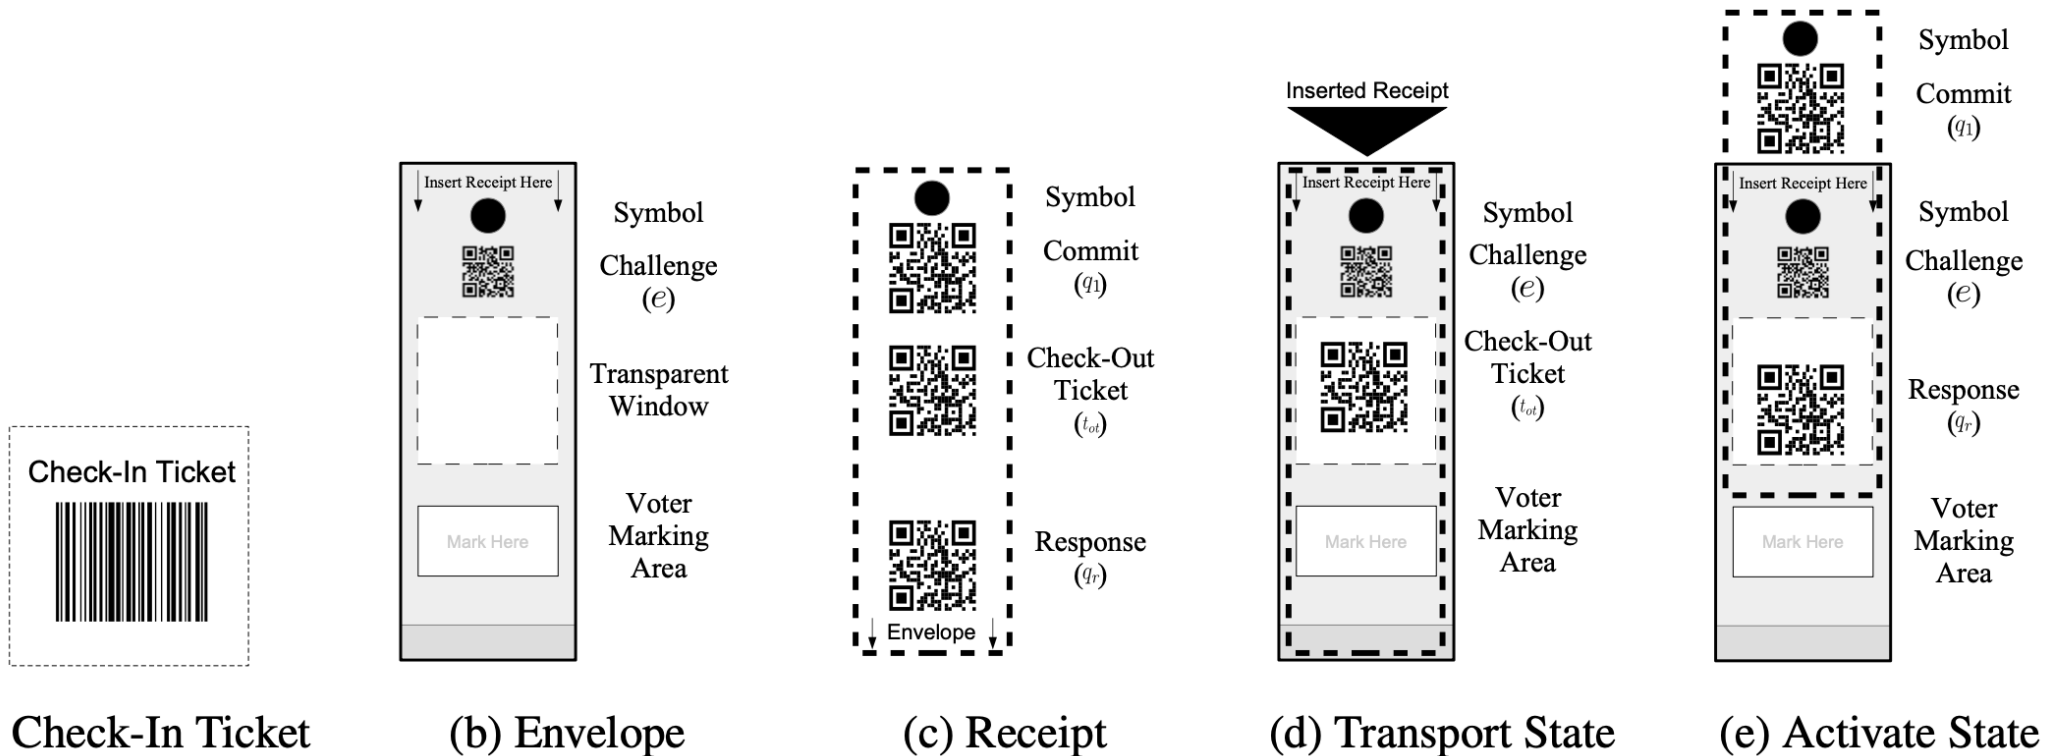 Check-In Ticket
Check-In Ticket
Insert Receipt Here
Symbol
Challenge
(e)
Transparent
Window
Mark Here
Voter
Marking
Area
(b) Envelope
Symbol
Commit
(q1)
Check-Out
Ticket
(tot)
Response
(qr)
Envelope
(c) Receipt
Inserted Receipt
Insert Receipt Here
Symbol
Challenge
(e)
Check-Out
Ticket
(tot)
Mark Here
Voter
Marking
Area
(d) Transport State
Symbol
Commit
(q1)
Insert Receipt Here
Symbol
Challenge
(e)
Response
(qr)
Mark Here
Voter
Marking
Area
(e) Activate State